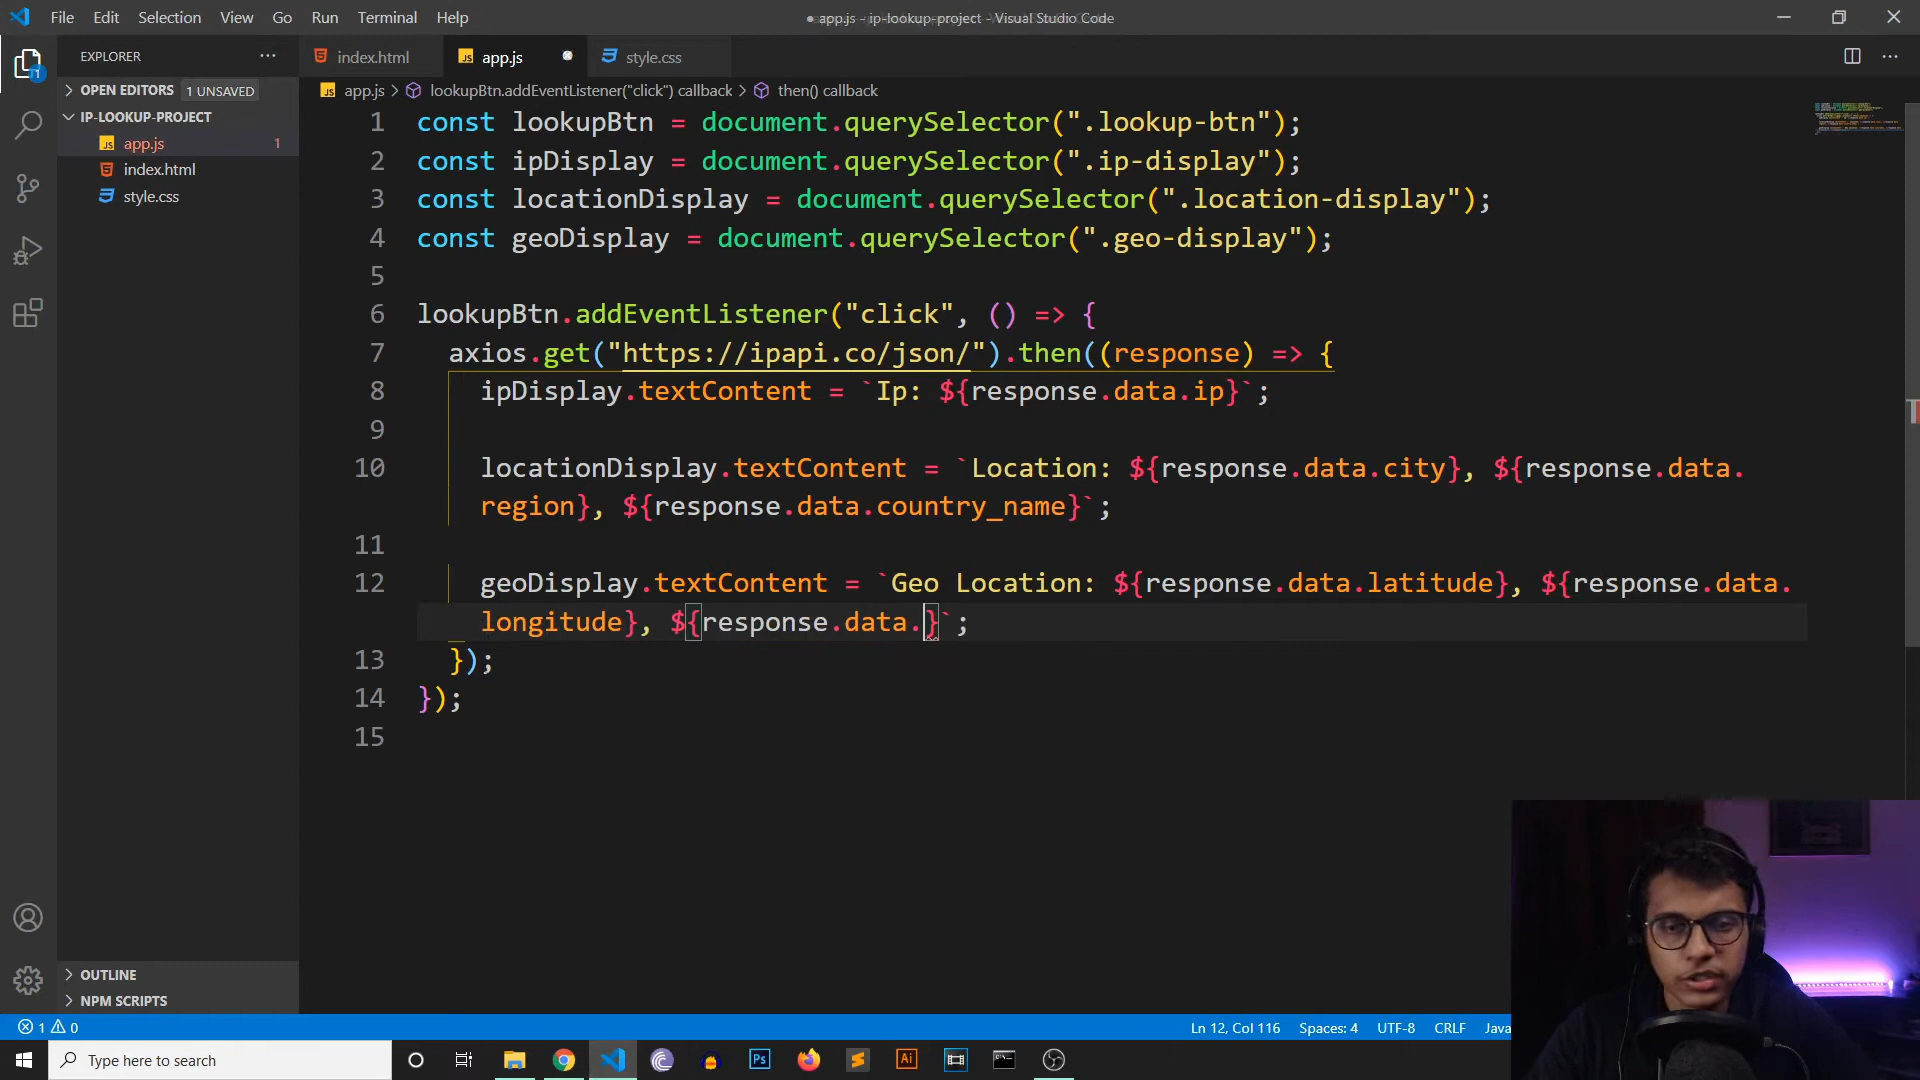 File Edit Selection View Go Run Terminal Help
● app.js - ip-lookup-project - Visual Studio Code
EXPLORER
index.html
app.js
style.css
OPEN EDITORS 1 UNSAVED
app.js > lookupBtn.addEventListener("click") callback > then() callback
IP-LOOKUP-PROJECT
app.js 1
index.html
style.css
1 const lookupBtn = document.querySelector(".lookup-btn");
2 const ipDisplay = document.querySelector(".ip-display");
3 const locationDisplay = document.querySelector(".location-display");
4 const geoDisplay = document.querySelector(".geo-display");
5
6 lookupBtn.addEventListener("click", () => {
7 axios.get("https://ipapi.co/json/").then((response) => {
8 ipDisplay.textContent = `Ip: ${response.data.ip}`;
9
10 locationDisplay.textContent = `Location: ${response.data.city}, ${response.data.
region}, ${response.data.country_name}`;
11
12 geoDisplay.textContent = `Geo Location: ${response.data.latitude}, ${response.data.
longitude}, ${response.data.}`;
13 });
14 });
15
OUTLINE
NPM SCRIPTS
1 0
Ln 12, Col 116 Spaces: 4 UTF-8 CRLF Java
Type here to search
Ps
Ai